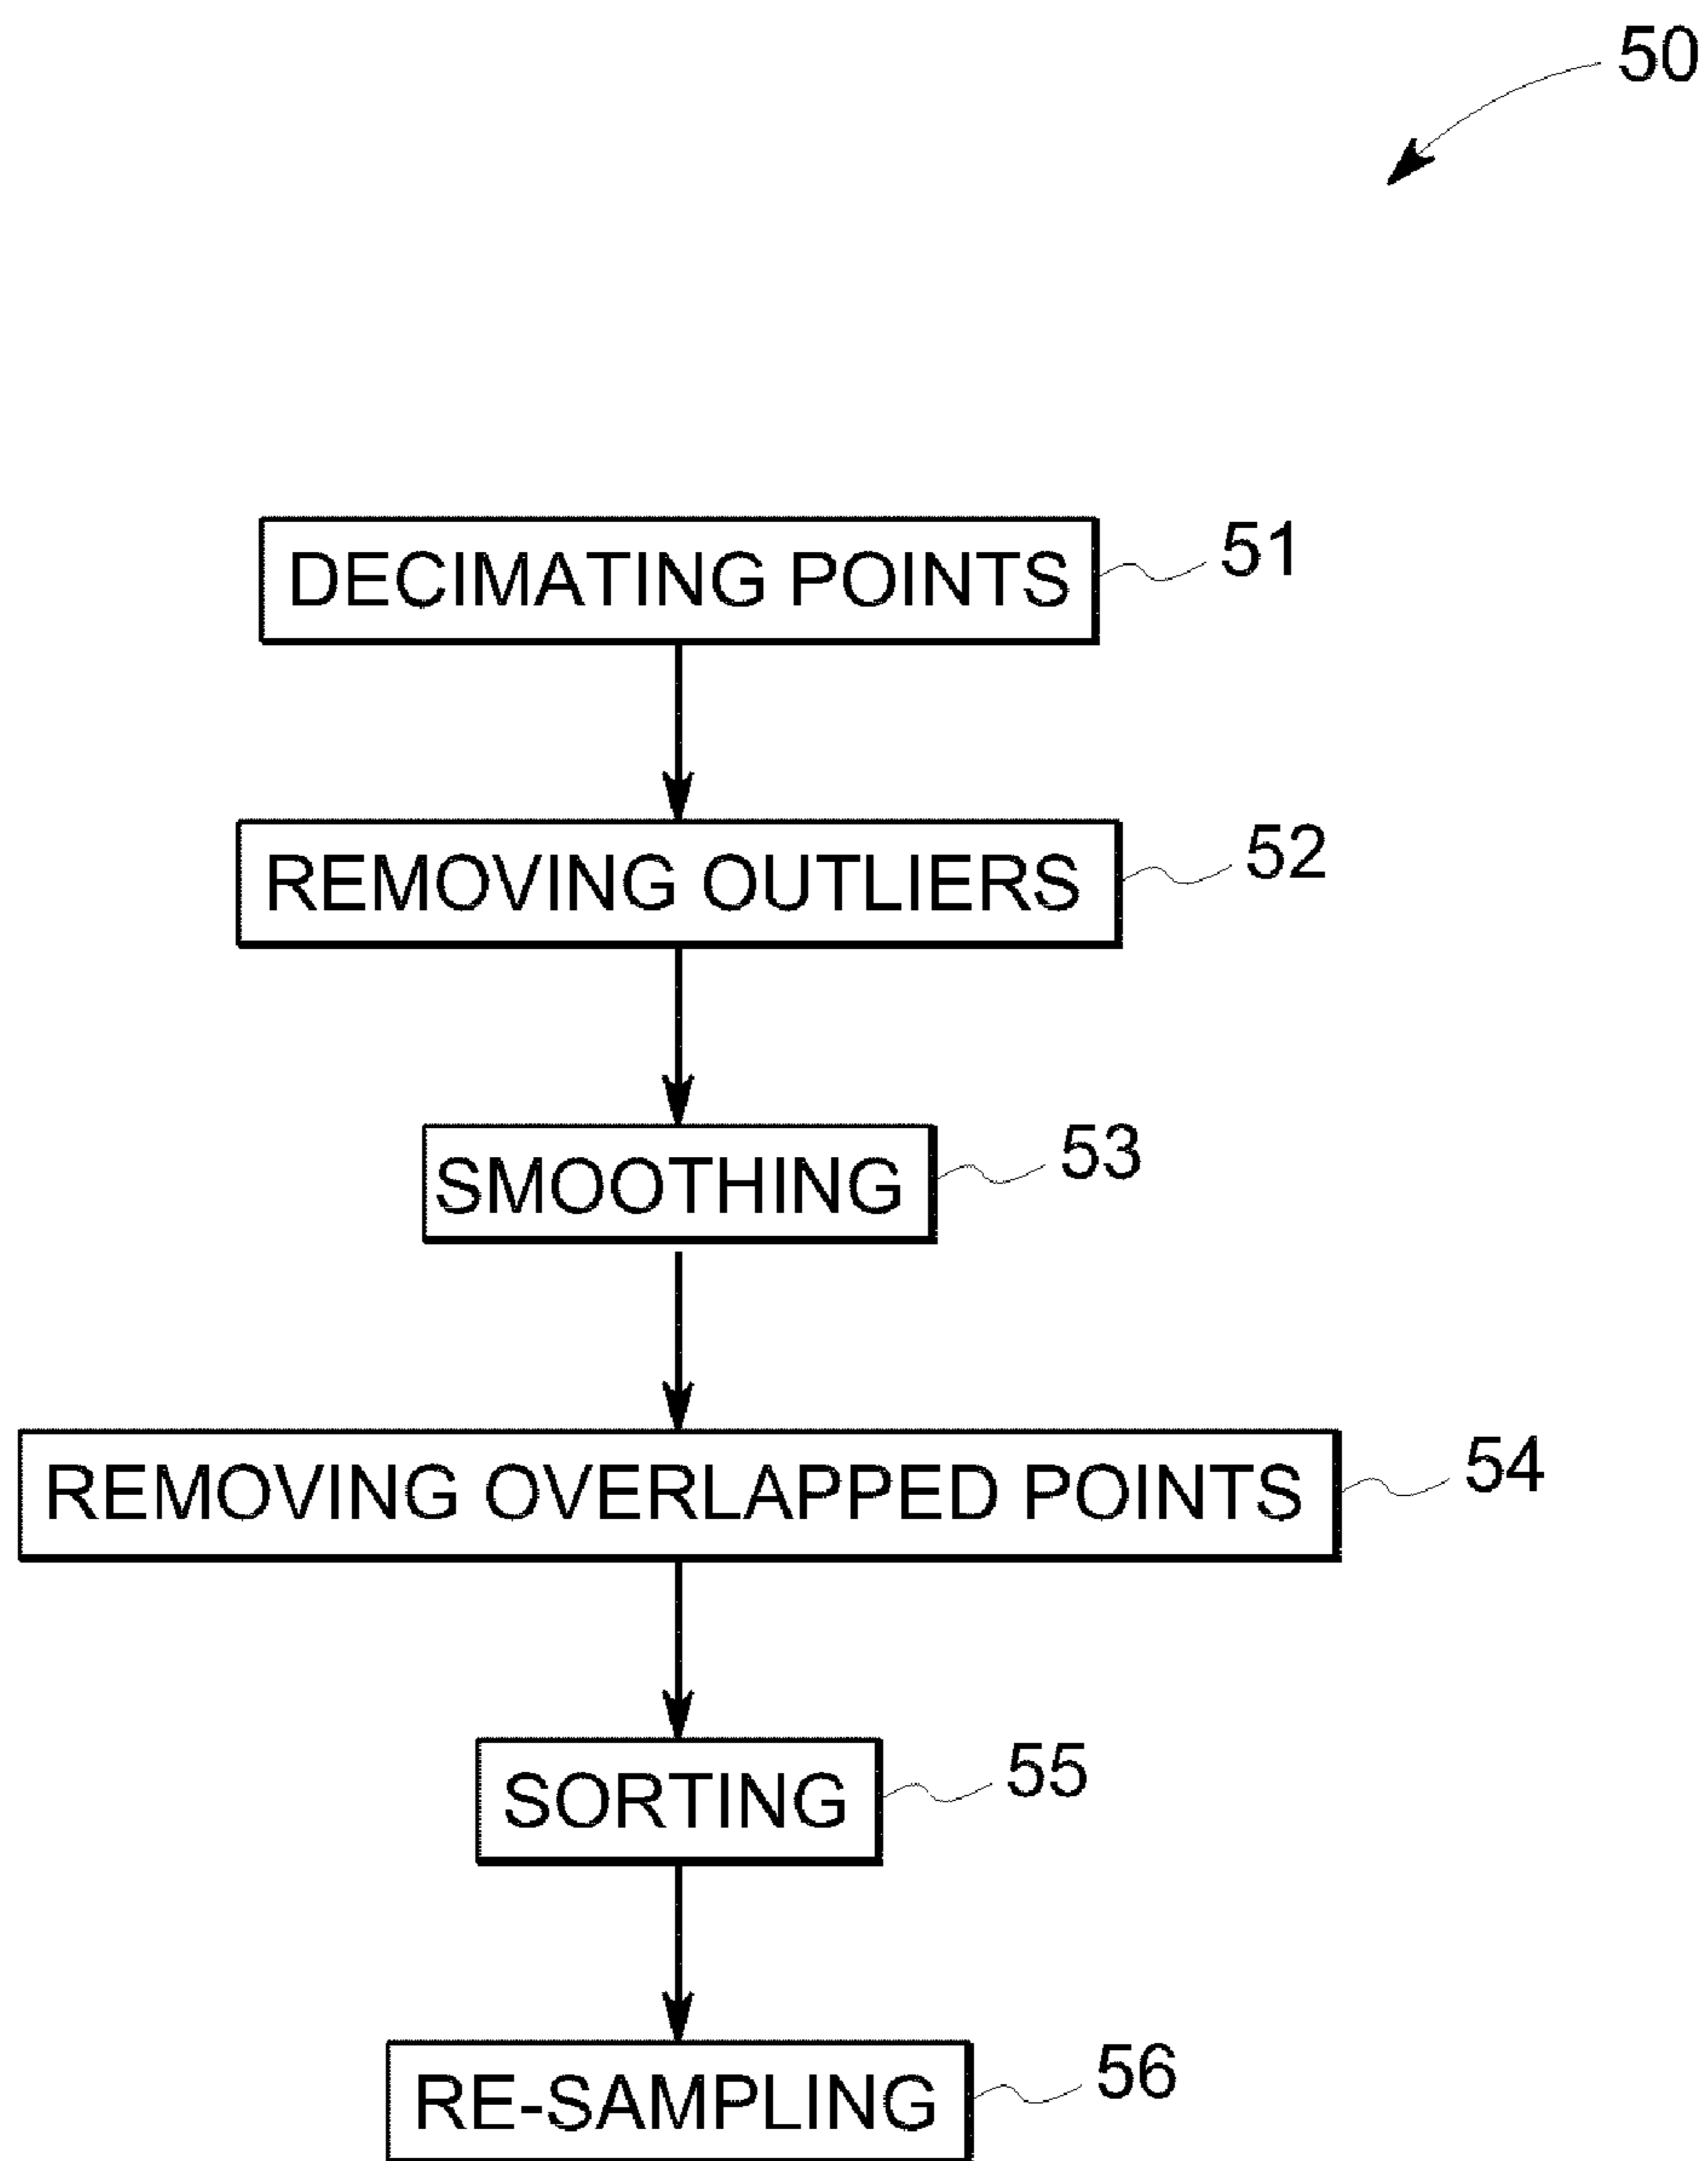 50
DECIMATING POINTS 51
REMOVING OUTLIERS 52
SMOOTHING 53
REMOVING OVERLAPPED POINTS 54
SORTING 55
RE-SAMPLING 56